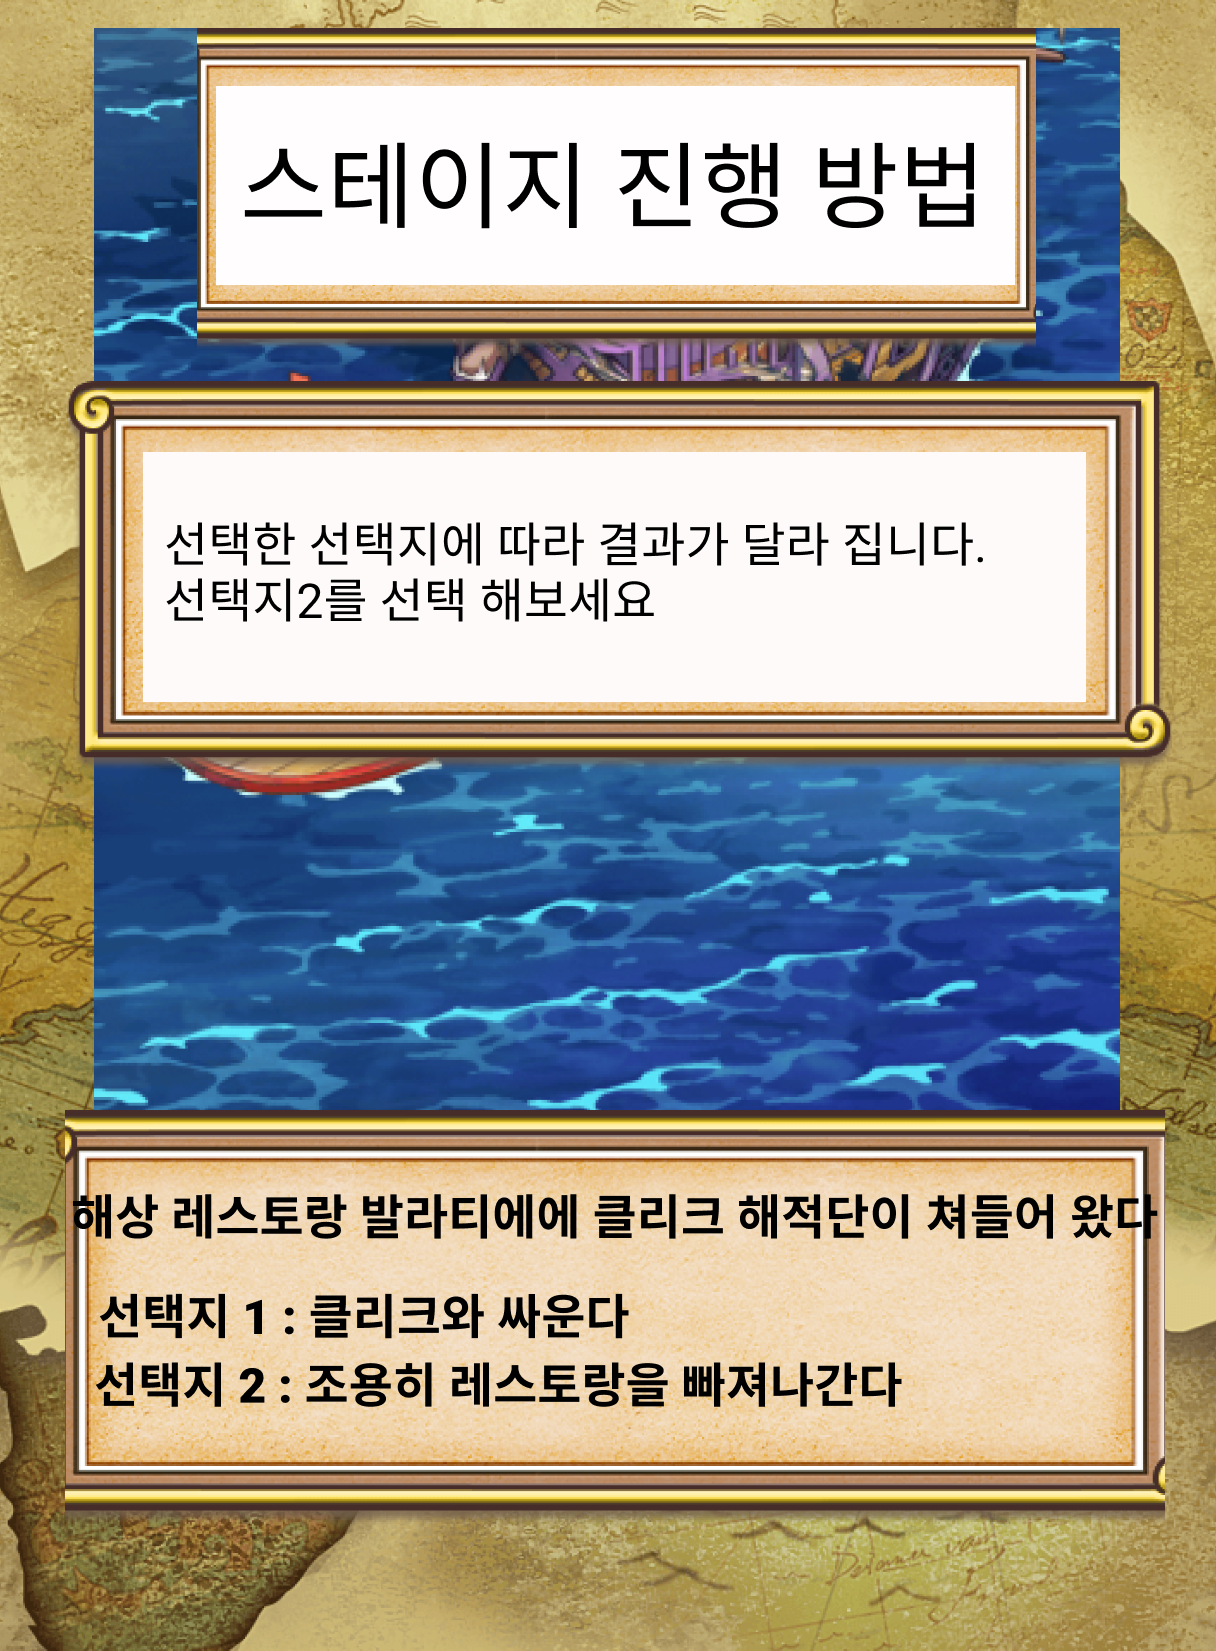 스테이지 진행 방법
선택한 선택지에 따라 결과가 달라 집니다.
선택지2를 선택 해보세요
해상 레스토랑 발라티에에 클리크 해적단이 쳐들어 왔다
선택지 1 : 클리크와 싸운다
선택지 2 : 조용히 레스토랑을 빠져나간다